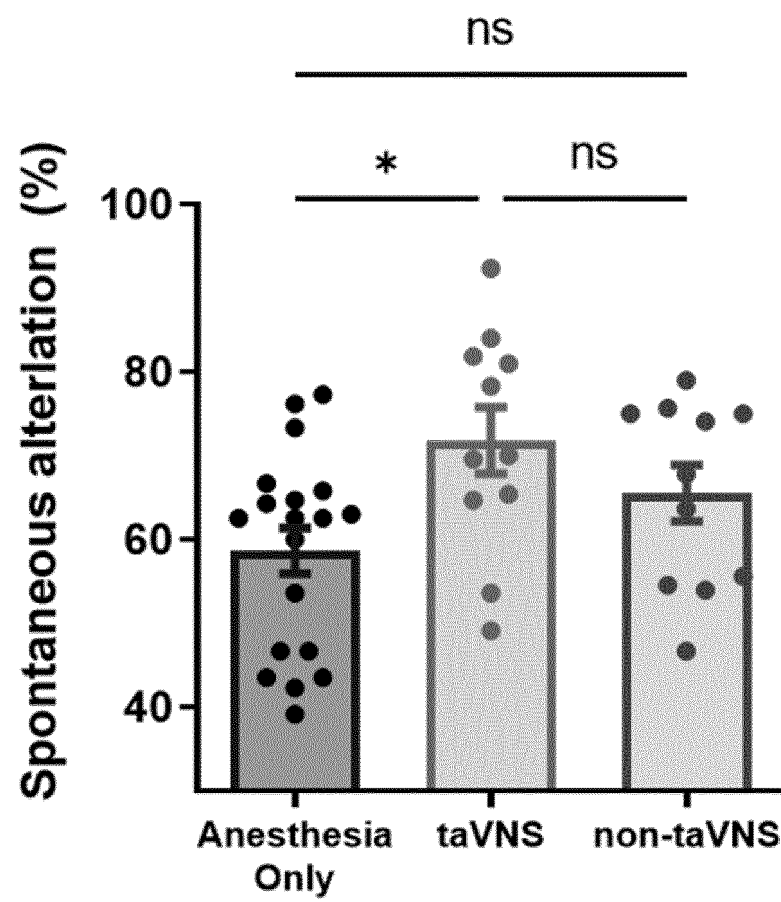 ns
* ns
Spontaneous alterlation (%)
100
80
60
40
Anesthesia Only
taVNS
non-taVNS